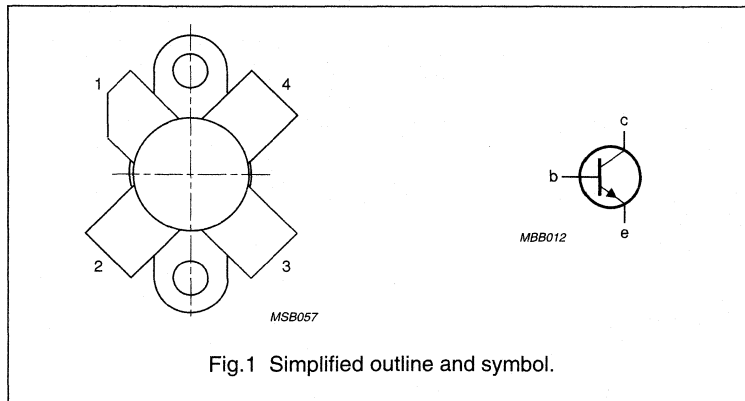 1
4
2
3
MSB057
c
b
e
MBB012
Fig.1 Simplified outline and symbol.